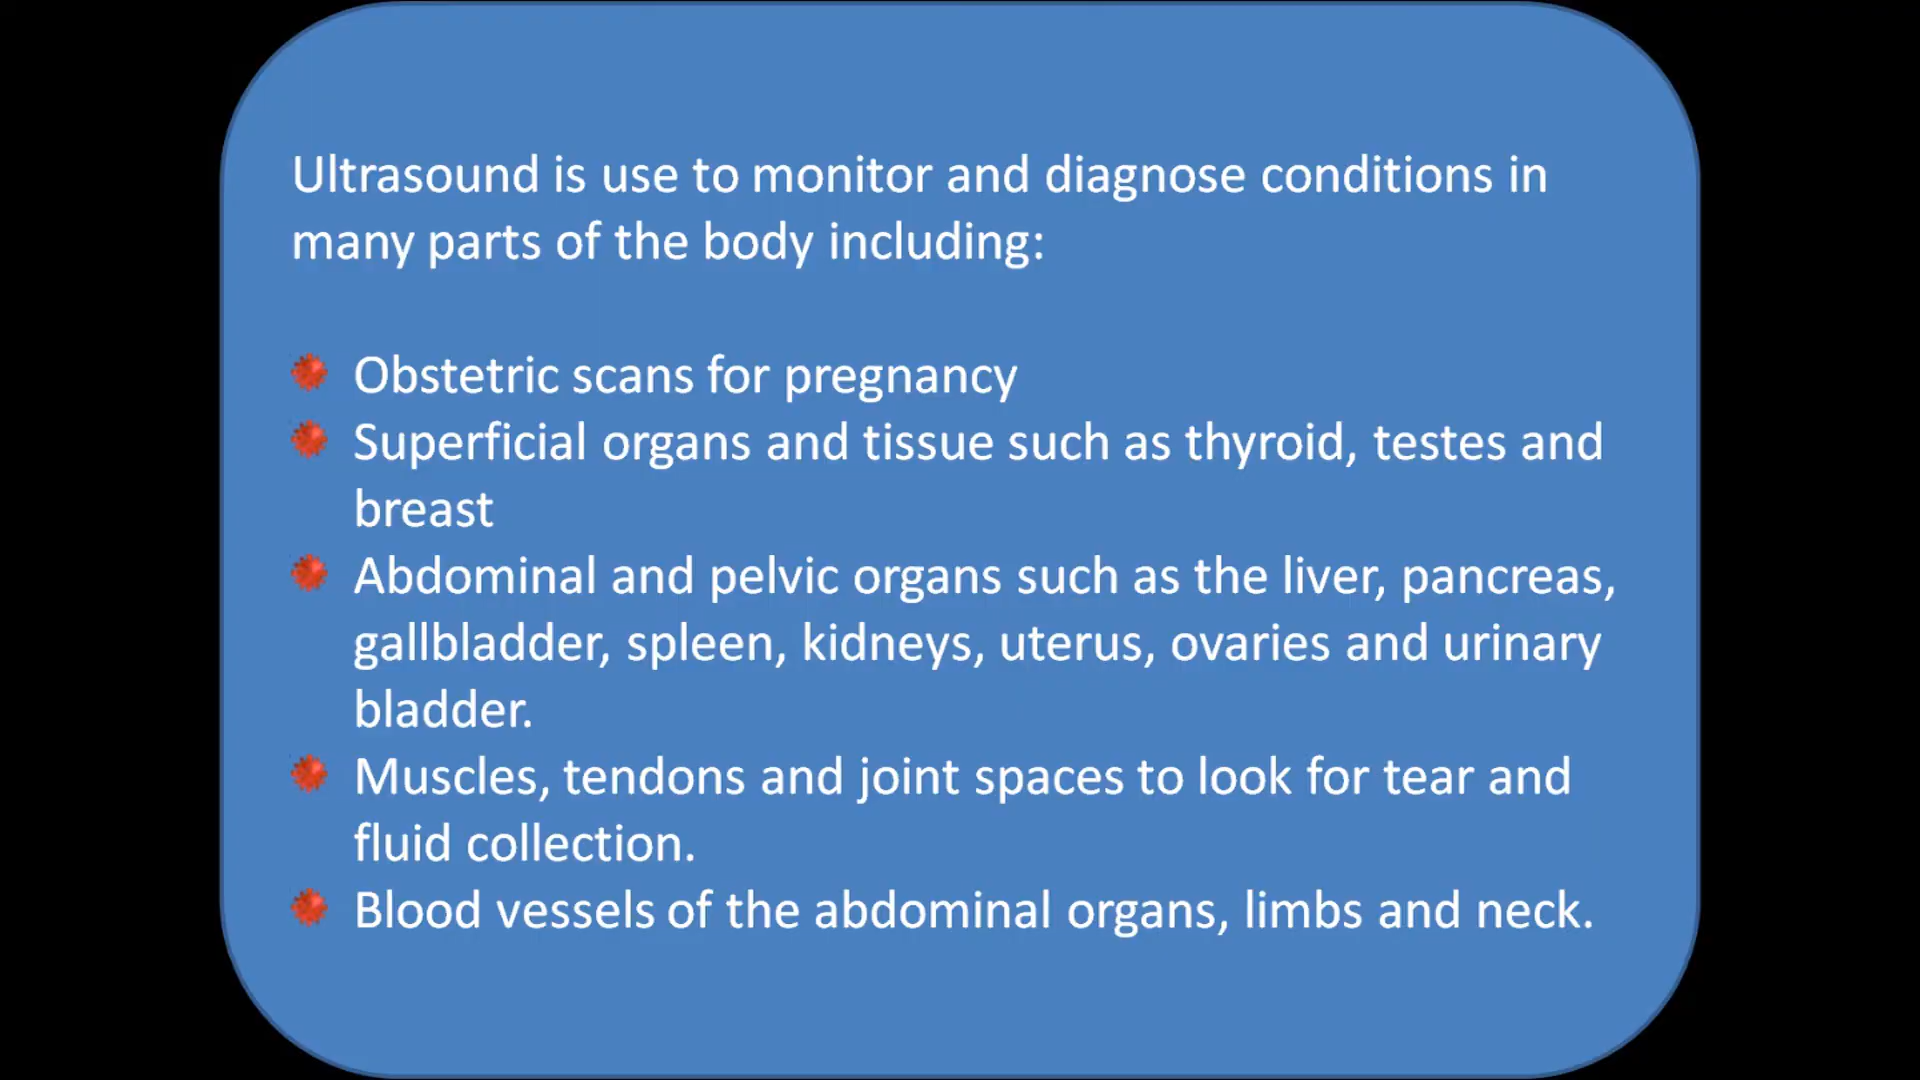 Ultrasound is use to monitor and diagnose conditions in
many parts of the body including:
Obstetric scans for pregnancy
Superficial organs and tissue such as thyroid, testes and
breast
Abdominal and pelvic organs such as the liver, pancreas,
gallbladder, spleen, kidneys, uterus, ovaries and urinary
bladder.
Muscles, tendons and joint spaces to look for tear and
fluid collection.
Blood vessels of the abdominal organs, limbs and neck.